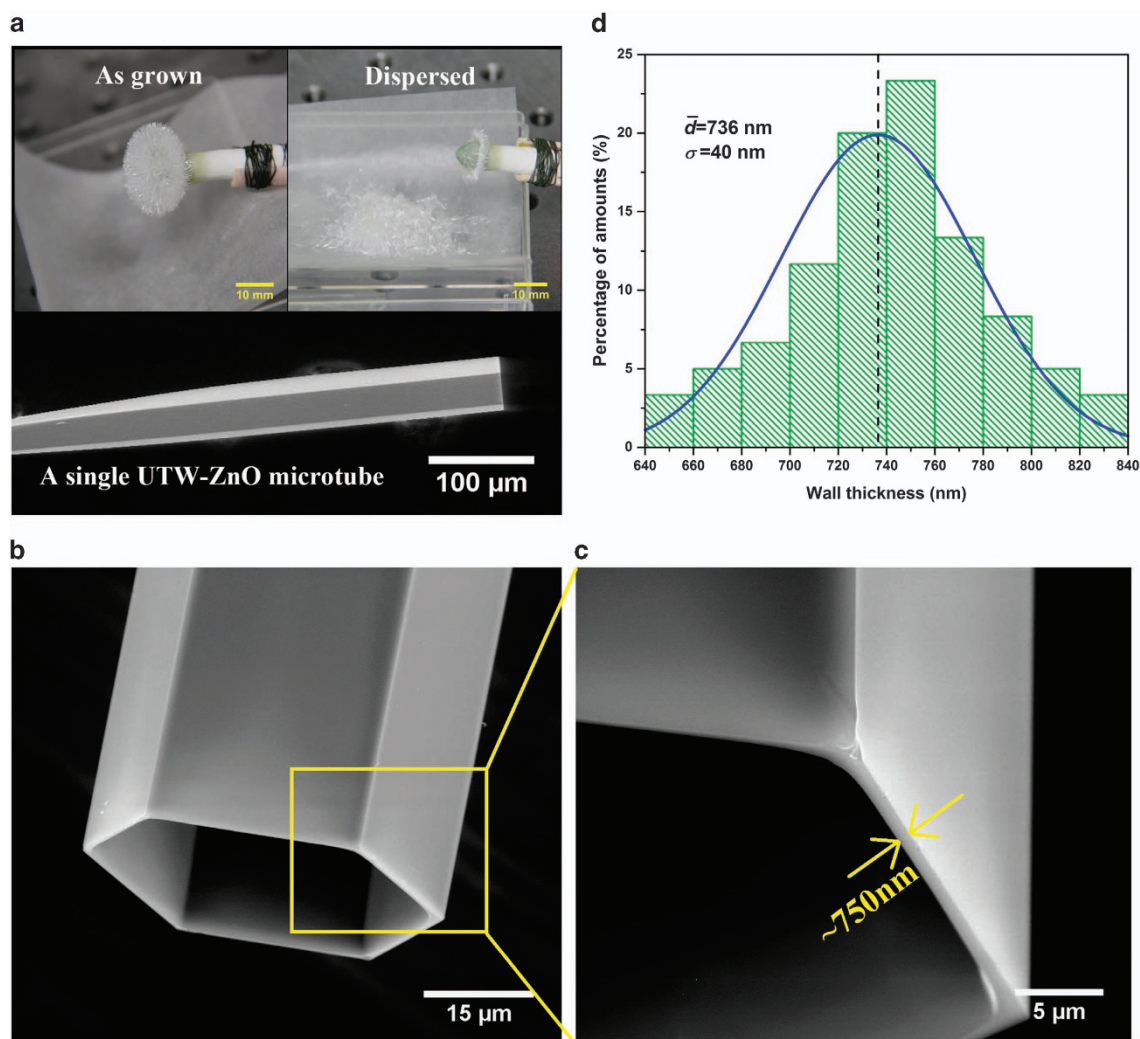 a
As grown
Dispersed
10 mm
10 mm
A single UTW-ZnO microtube
100 µm
d
25
20
15
10
5
0
Percentage of amounts (%)
d̄=736 nm
σ=40 nm
640 660 680 700 720 740 760 780 800 820 840
Wall thickness (nm)
b
15 µm
c
~750nm
5 µm